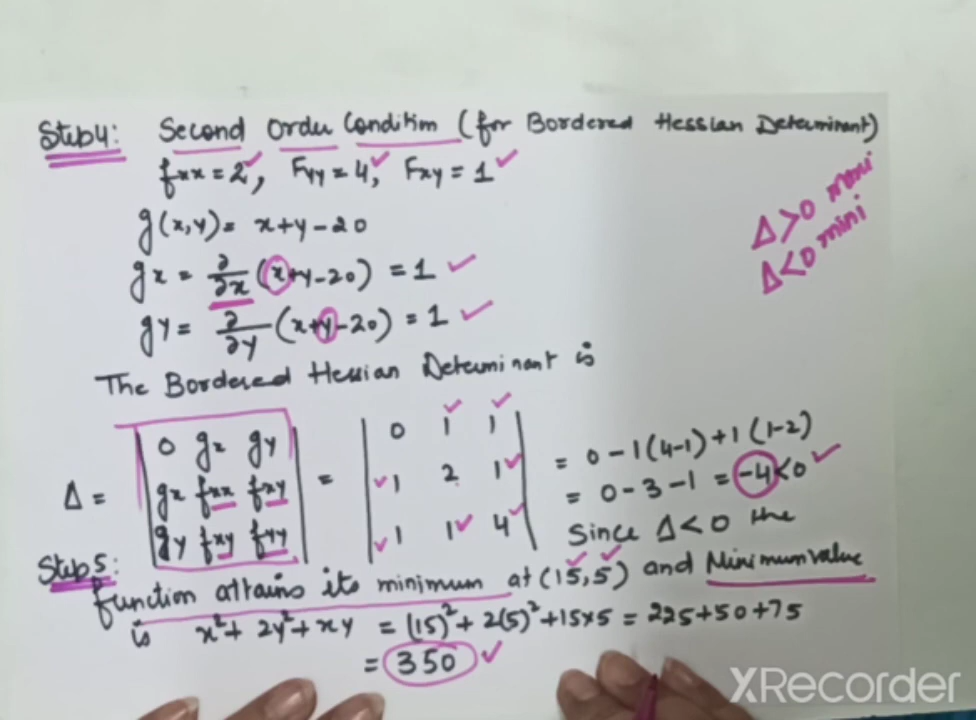 Step4: Second Order Condition (for Bordered Hessian Determinant)
fxx = 2, Fyy = 4, Fxy = 1
Δ>0 maxi
Δ<0 mini
g(x,y) = x+y-20
gx = ∂/∂x (x+y-20) = 1
gy = ∂/∂y (x+y-20) = 1
The Bordered Hessian Determinant is
Δ = | 0 gx gy | = | 0 1 1 | = 0-1(4-1)+1(1-2)
| gx fxx fxy | | 1 2 1 | = 0-3-1 = -4<0
| gy fxy fyy | | 1 1 4 | Since Δ<0 the
Step5:
function attains its minimum at (15,5) and Minimum value
is x²+2y²+xy = (15)²+2(5)²+15×5 = 225+50+75
= 350
XRecorder